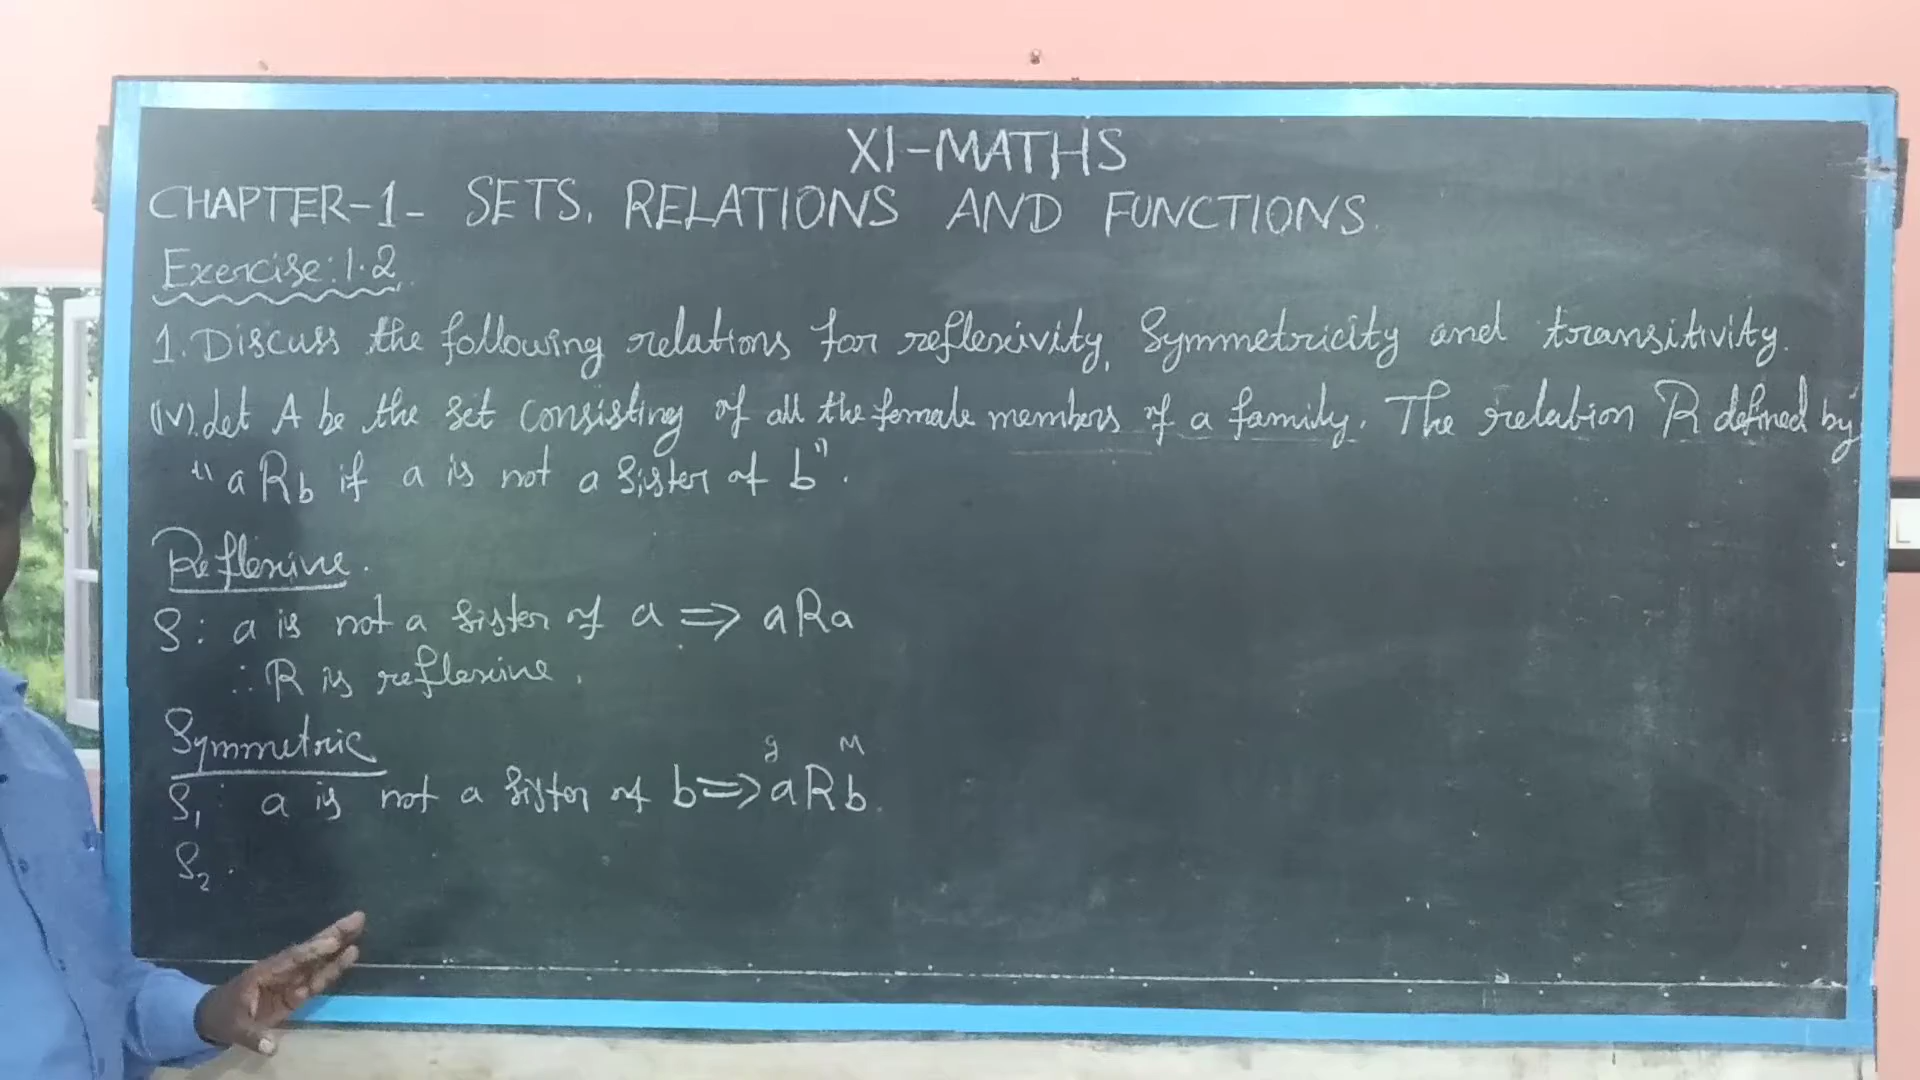 XI-MATHS
CHAPTER-1- SETS, RELATIONS AND FUNCTIONS.
Exercise: 1.2
1. Discuss the following relations for reflexivity, Symmetricity and transitivity.
(iv). Let A be the set consisting of all the female members of a family. The relation R defined by
"aRb if a is not a sister of b".
Reflexive.
S: a is not a sister of a ⇒ aRa
∴ R is reflexive.
Symmetric
g M
S₁: a is not a sister of b ⇒ aRb.
S₂.